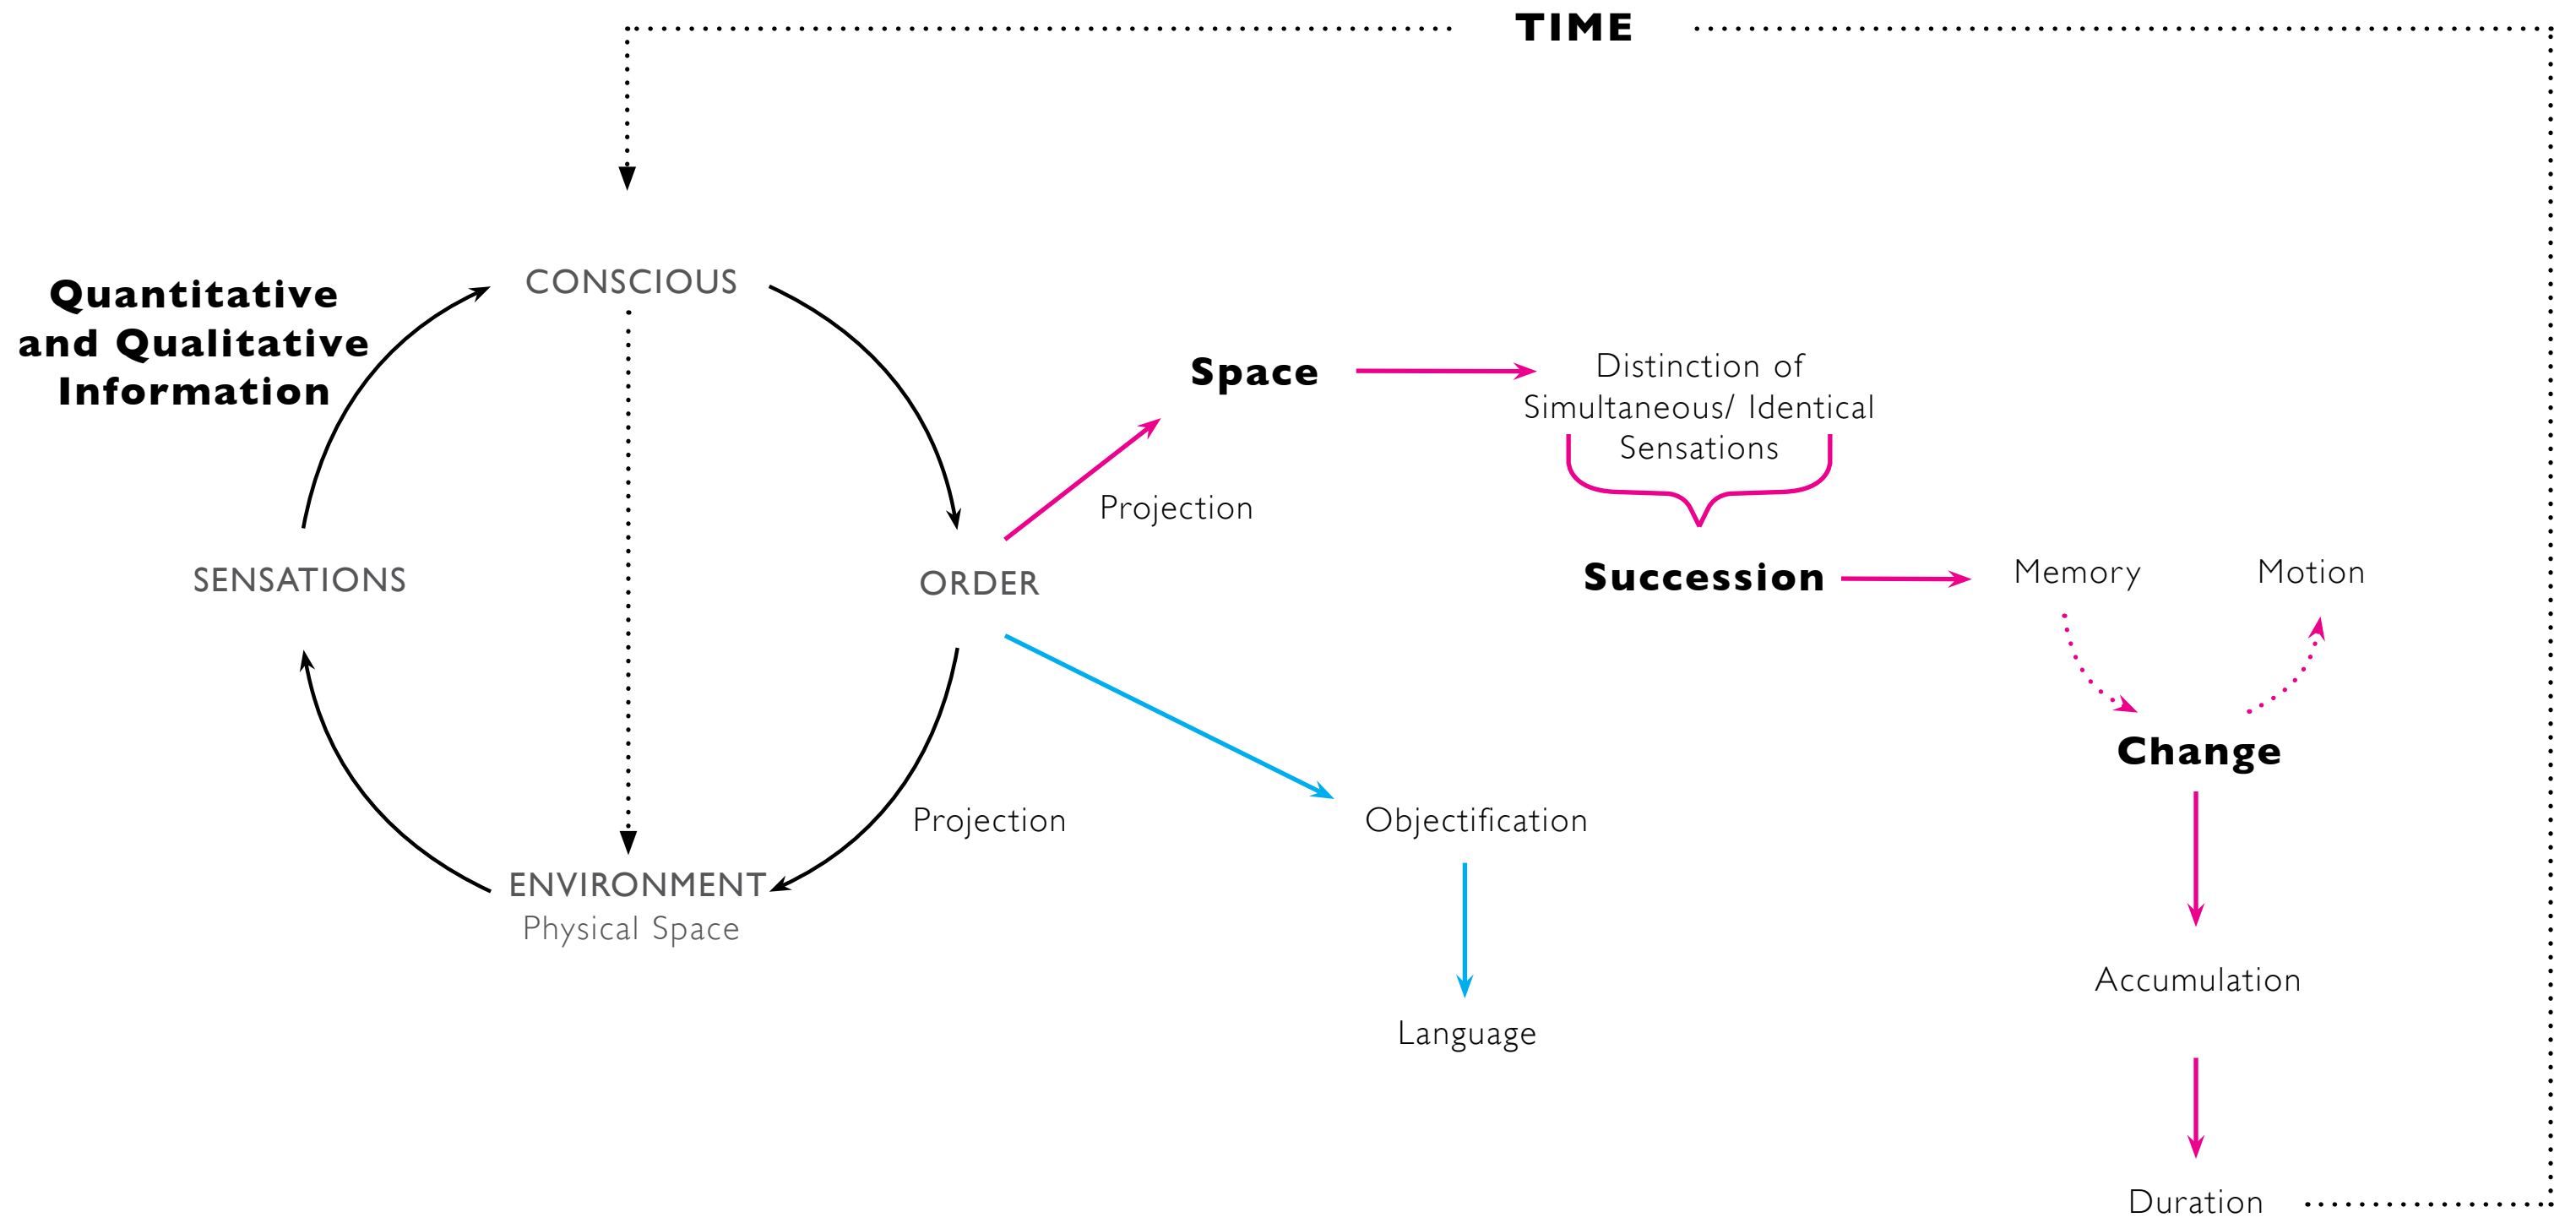 TIME
Quantitative
and Qualitative
Information
CONSCIOUS
Space
Distinction of
Simultaneous/ Identical
Sensations
Projection
SENSATIONS
ORDER
Succession
Memory
Motion
Change
Projection
Objectification
ENVIRONMENT
Physical Space
Accumulation
Language
Duration